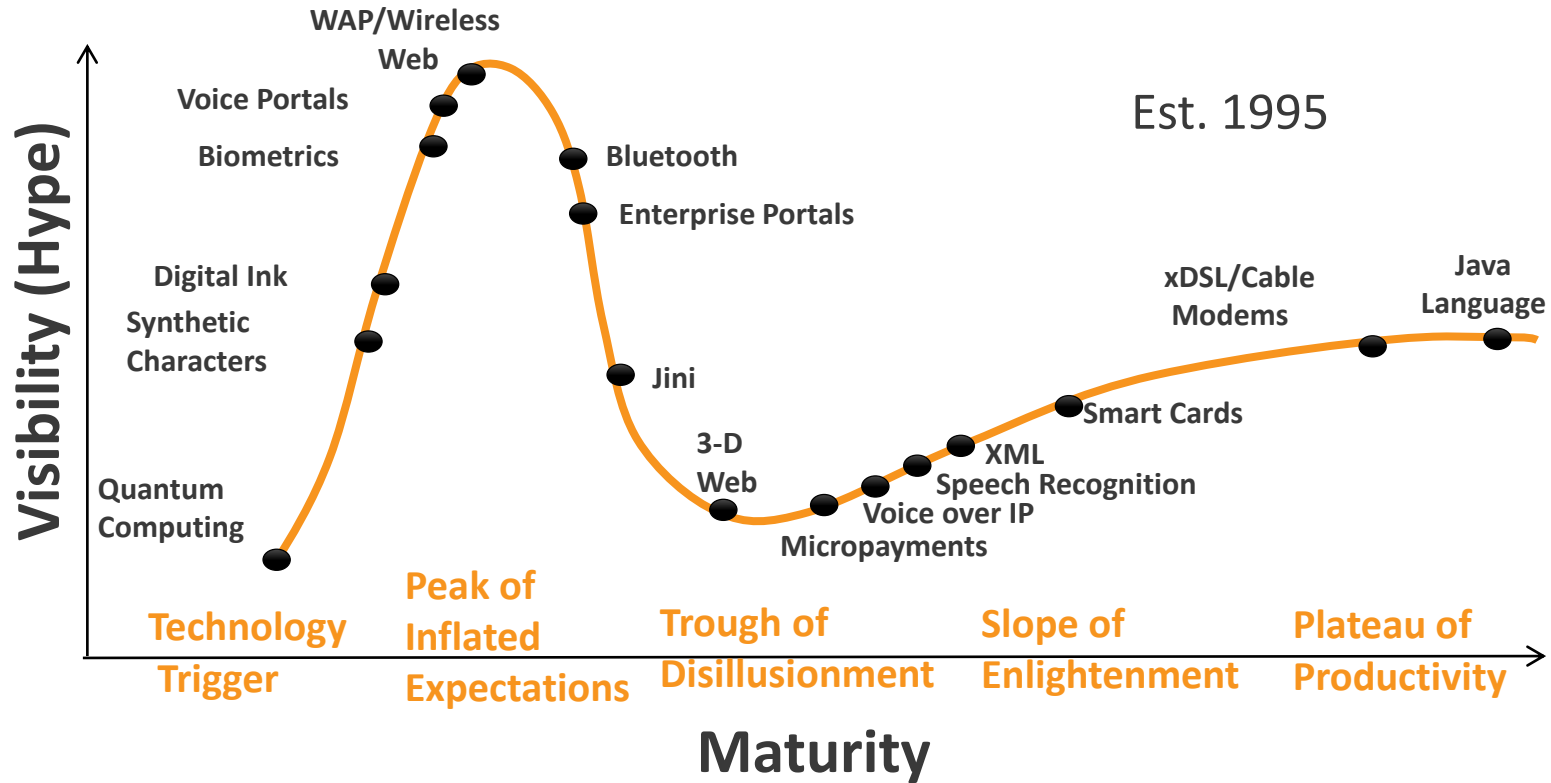 WAP/Wireless
Web
Voice Portals
Biometrics
Est. 1995
Bluetooth
Enterprise Portals
Digital Ink
Synthetic
Characters
Jini
xDSL/Cable
Modems
Java
Language
Smart Cards
3-D
Web
XML
Speech Recognition
Voice over IP
Micropayments
Quantum
Computing
Visibility (Hype)
Technology
Trigger
Peak of
Inflated
Expectations
Trough of
Disillusionment
Slope of
Enlightenment
Plateau of
Productivity
Maturity